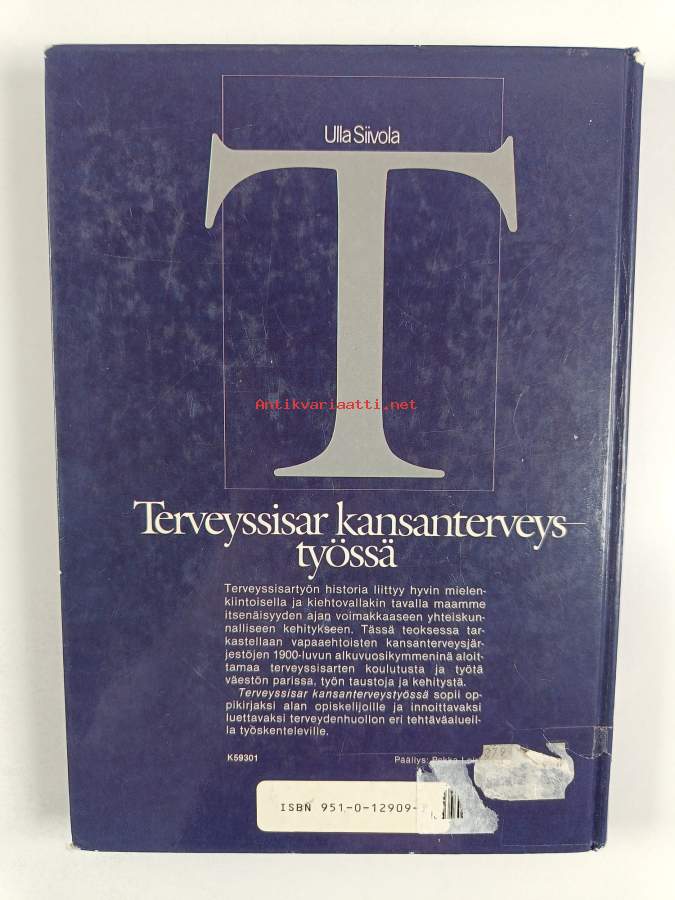 Ulla Siivola
T
Antikvariaatti.net
Terveyssisar kansanterveys-
työssä
Terveyssisartyön historia liittyy hyvin mielen-
kiintoisella ja kiehtovallakin tavalla maamme
itsenäisyyden ajan voimakkaaseen yhteiskun-
nalliseen kehitykseen. Tässä teoksessa tar-
kastellaan vapaaehtoisten kansanterveysjär-
jestöjen 1900-luvun alkuvuosikymmeninä aloit-
tamaa terveyssisarten koulutusta ja työtä
väestön parissa, työn taustoja ja kehitystä.
Terveyssisar kansanterveystyössä sopii op-
pikirjaksi alan opiskelijoille ja innoittavaksi
luettavaksi terveydenhuollon eri tehtäväalueil-
la työskenteleville.
K59301
Päällys: Pekka
ISBN 951-0-12909-